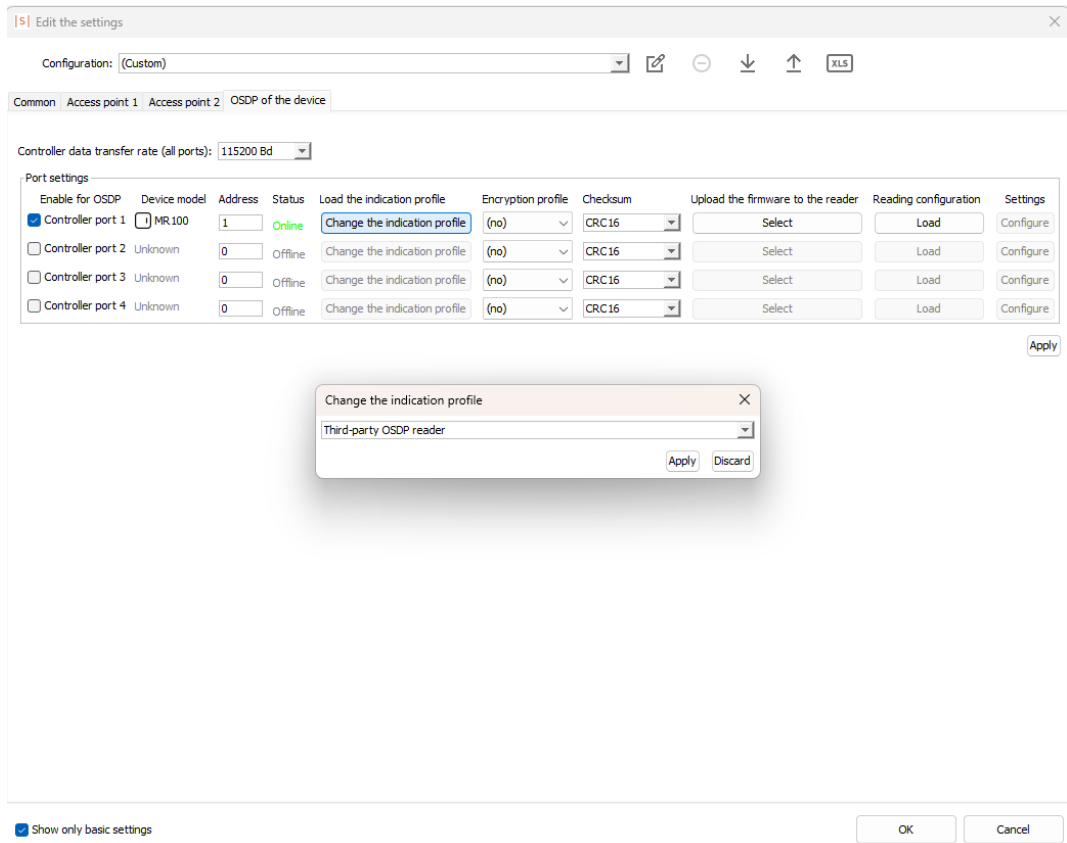 |S| Edit the settings
Configuration: (Custom) XLS
Common Access point 1 Access point 2 OSDP of the device
Controller data transfer rate (all ports): 115200 Bd
Port settings
Enable for OSDP Device model Address Status Load the indication profile Encryption profile Checksum Upload the firmware to the reader Reading configuration Settings
Controller port 1 MR100 1 Online Change the indication profile (no) CRC16 Select Load Configure
Controller port 2 Unknown 0 Offline Change the indication profile (no) CRC16 Select Load Configure
Controller port 3 Unknown 0 Offline Change the indication profile (no) CRC16 Select Load Configure
Controller port 4 Unknown 0 Offline Change the indication profile (no) CRC16 Select Load Configure
Apply
Change the indication profile
Third-party OSDP reader
Apply Discard
Show only basic settings OK Cancel